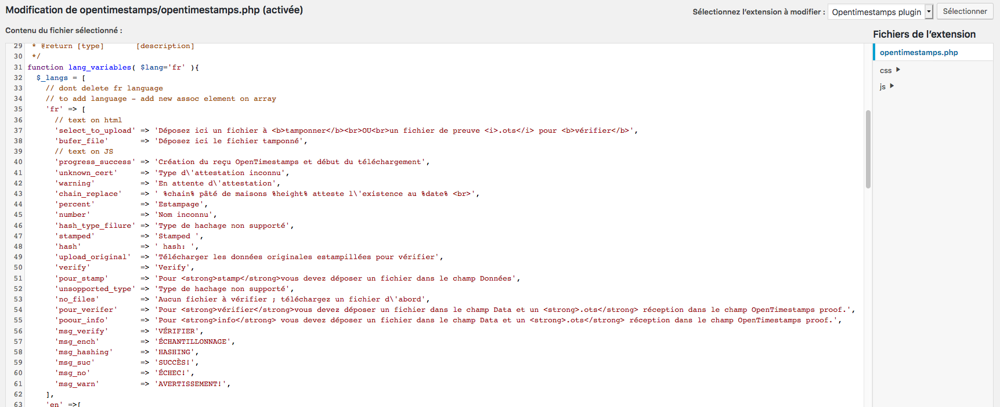 Modification de opentimestamps/opentimestamps.php (activée)
Sélectionnez l’extension à modifier : Opentimestamps plugin Sélectionner
Contenu du fichier sélectionné :
Fichiers de l’extension
opentimestamps.php
css
js
29 * @return [type] [description]
30 */
31 function lang_variables( $lang='fr' ){
32 $_langs = [
33 // dont delete fr language
34 // to add language - add new assoc element on array
35 'fr' => [
36 // text on html
37 'select_to_upload' => 'Déposez ici un fichier à <b>tamponner</b><br>OU<br>un fichier de preuve <i>.ots</i> pour <b>vérifier</b>',
38 'bufer_file' => 'Déposez ici le fichier tamponné',
39 // text on JS
40 'progress_success' => 'Création du reçu OpenTimestamps et début du téléchargement',
41 'unknown_cert' => 'Type d\'attestation inconnu',
42 'warning' => 'En attente d\'attestation',
43 'chain_replace' => ' %chain% pâté de maisons %height% atteste l\'existence au %date% <br>',
44 'percent' => 'Estampage',
45 'number' => 'Nom inconnu',
46 'hash_type_filure' => 'Type de hachage non supporté',
47 'stamped' => 'Stamped ',
48 'hash' => ' hash: ',
49 'upload_original' => 'Télécharger les données originales estampillées pour vérifier',
50 'verify' => 'Verify',
51 'pour_stamp' => 'Pour <strong>stamp</strong>vous devez déposer un fichier dans le champ Données',
52 'unsopported_type' => 'Type de hachage non supporté',
53 'no_files' => 'Aucun fichier à vérifier ; téléchargez un fichier d\'abord',
54 'pour_verifer' => 'Pour <strong>vérifier</strong>vous devez déposer un fichier dans le champ Data et un <strong>.ots</strong> réception dans le champ OpenTimestamps proof.',
55 'poour_info' => 'Pour <strong>info</strong> vous devez déposer un fichier dans le champ Data et un <strong>.ots</strong> réception dans le champ OpenTimestamps proof.',
56 'msg_verify' => 'VÉRIFIER',
57 'msg_ench' => 'ÉCHANTILLONNAGE',
58 'msg_hashing' => 'HASHING',
59 'msg_suc' => 'SUCCÈS!',
60 'msg_no' => 'ÉCHEC!',
61 'msg_warn' => 'AVERTISSEMENT!',
62 ],
63 'en' =>[